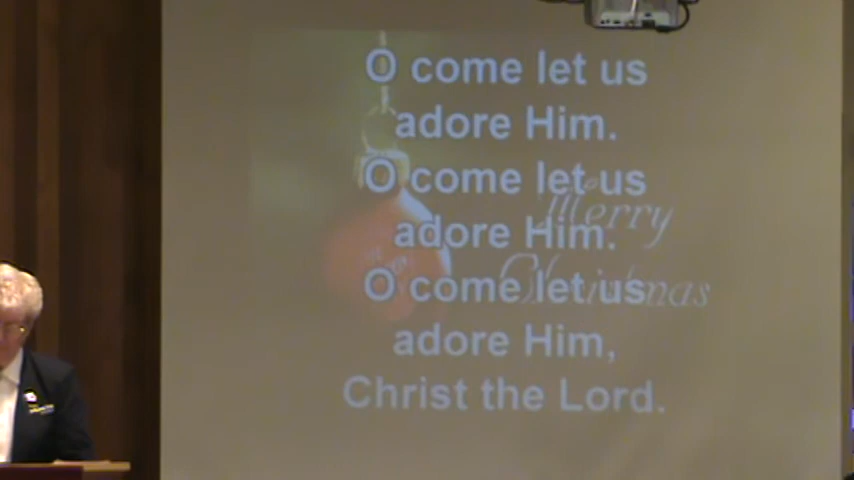 O come let us
adore Him.
O come let us
Merry
adore Him.
Christmas
O come let us
adore Him,
Christ the Lord.